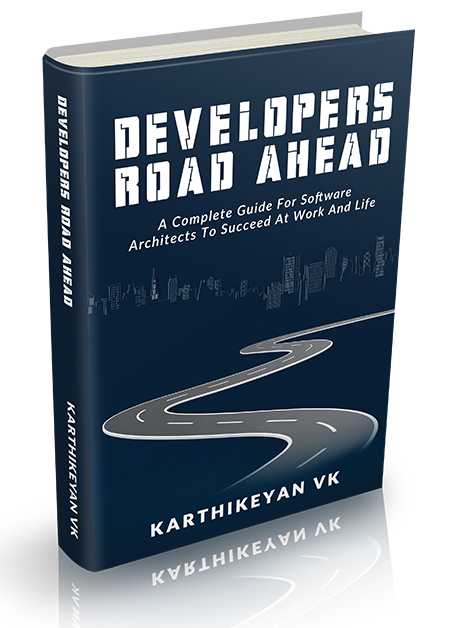 DEVELOPERS
ROAD AHEAD
A Complete Guide For Software
Architects To Succeed At Work And Life
KARTHIKEYAN VK
DEVELOPERS ROAD AHEAD
KARTHIKEYAN VK